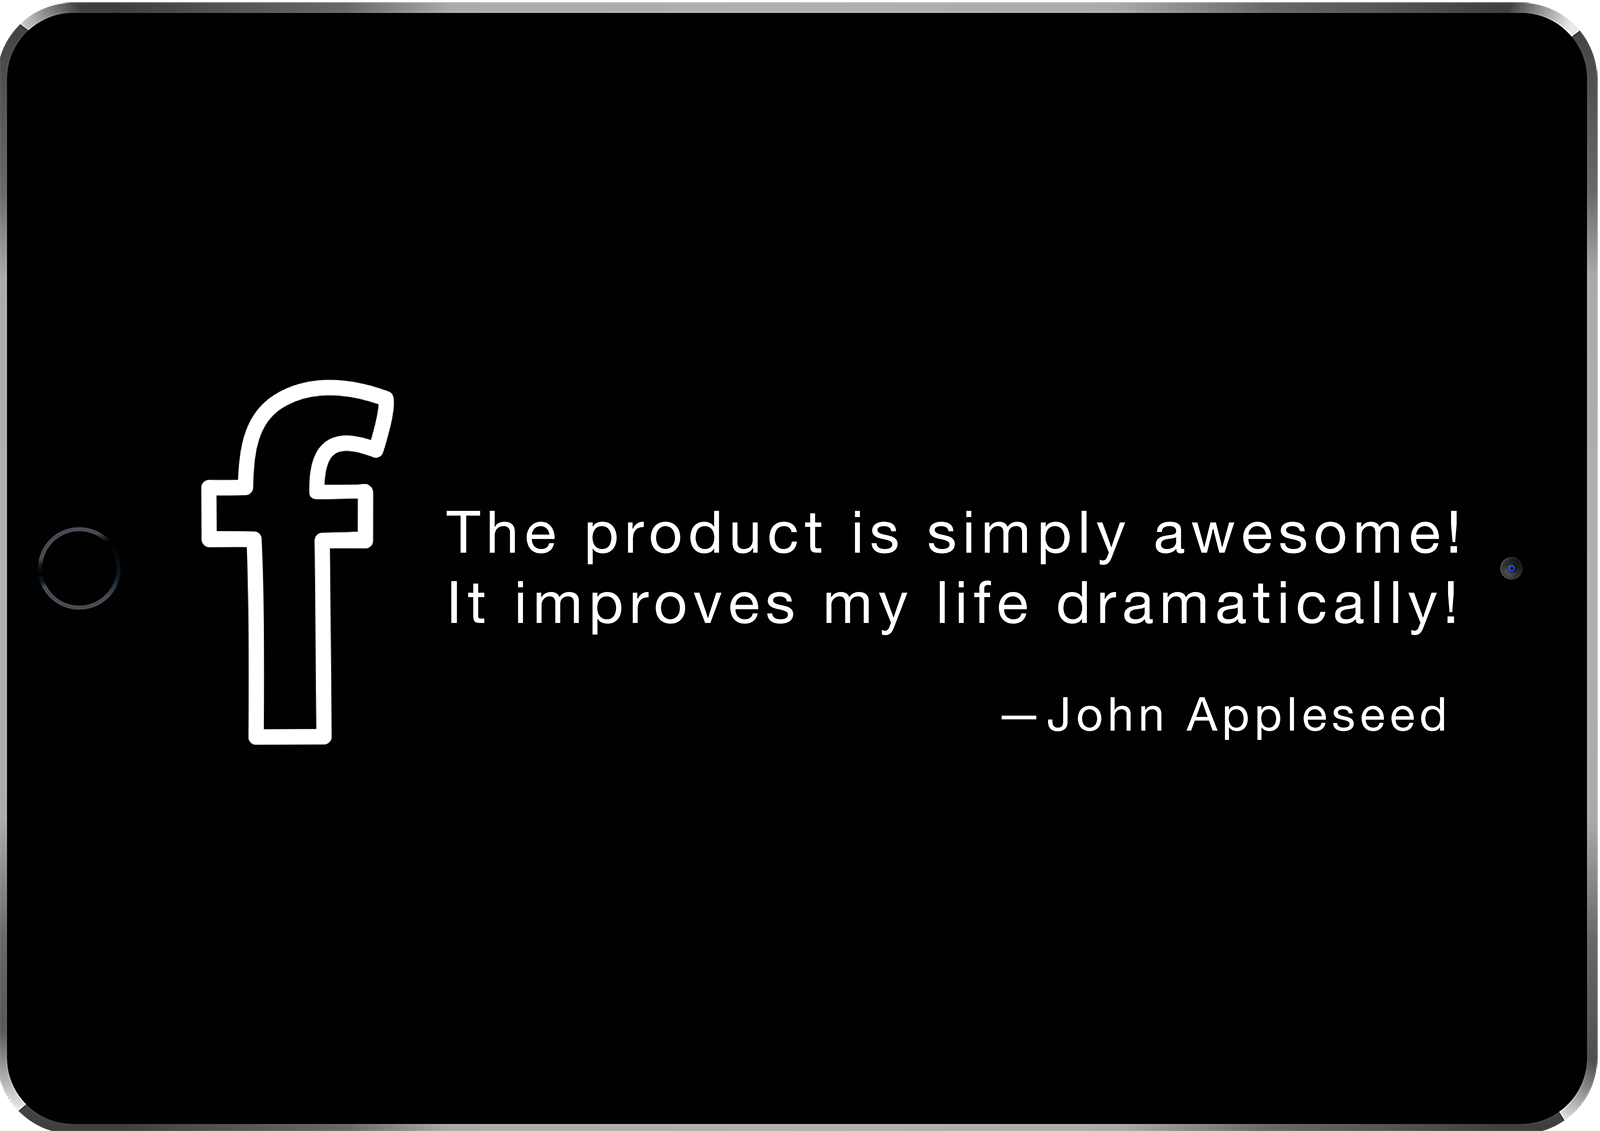 f
The product is simply awesome!
It improves my life dramatically!
—John Appleseed